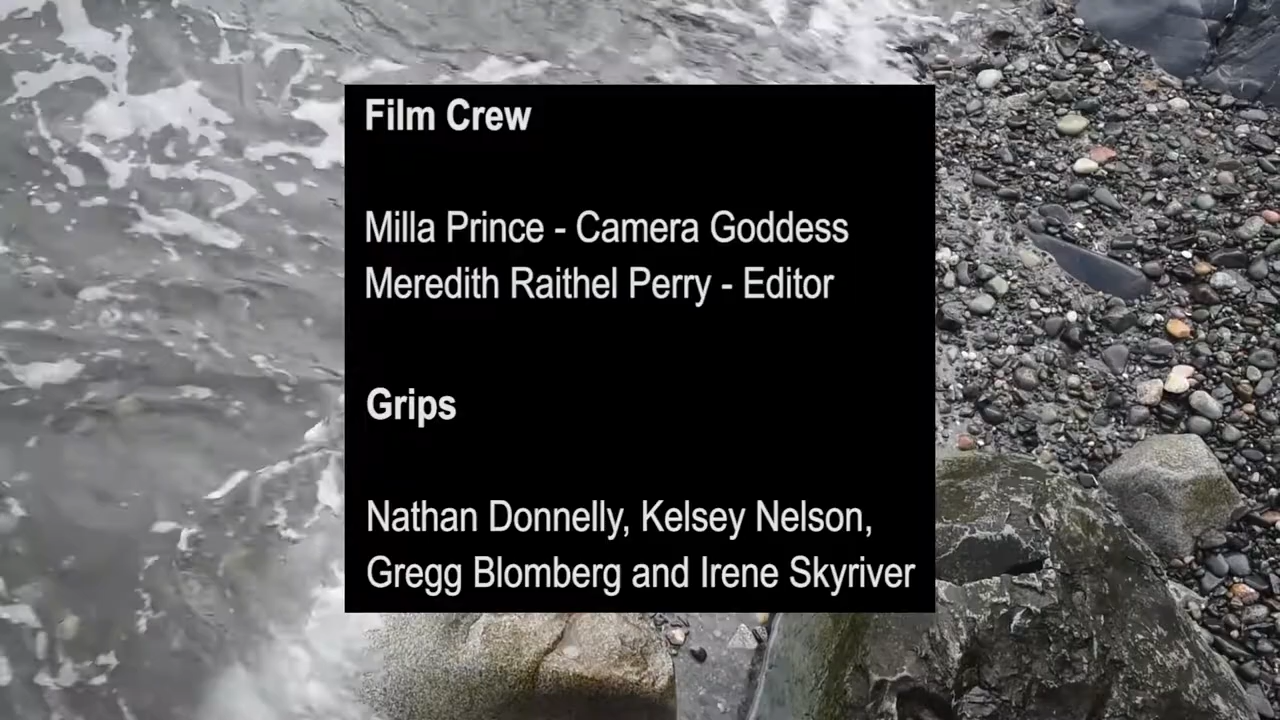 Film Crew
Milla Prince - Camera Goddess
Meredith Raithel Perry - Editor
Grips
Nathan Donnelly, Kelsey Nelson,
Gregg Blomberg and Irene Skyriver